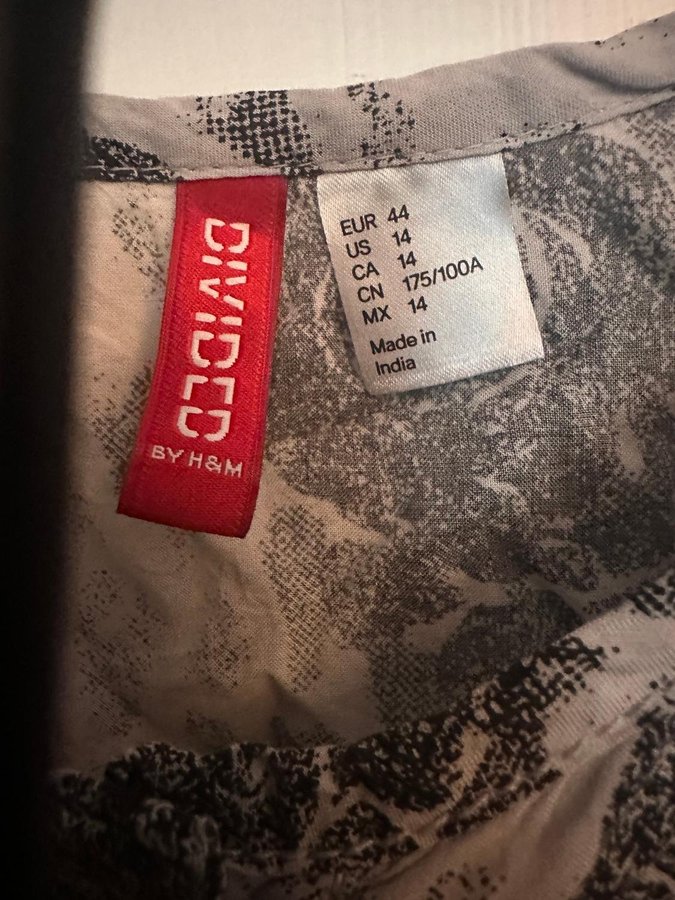 DIVIDED
BY H&M
EUR 44
US 14
CA 14
CN 175/100A
MX 14
Made in
India